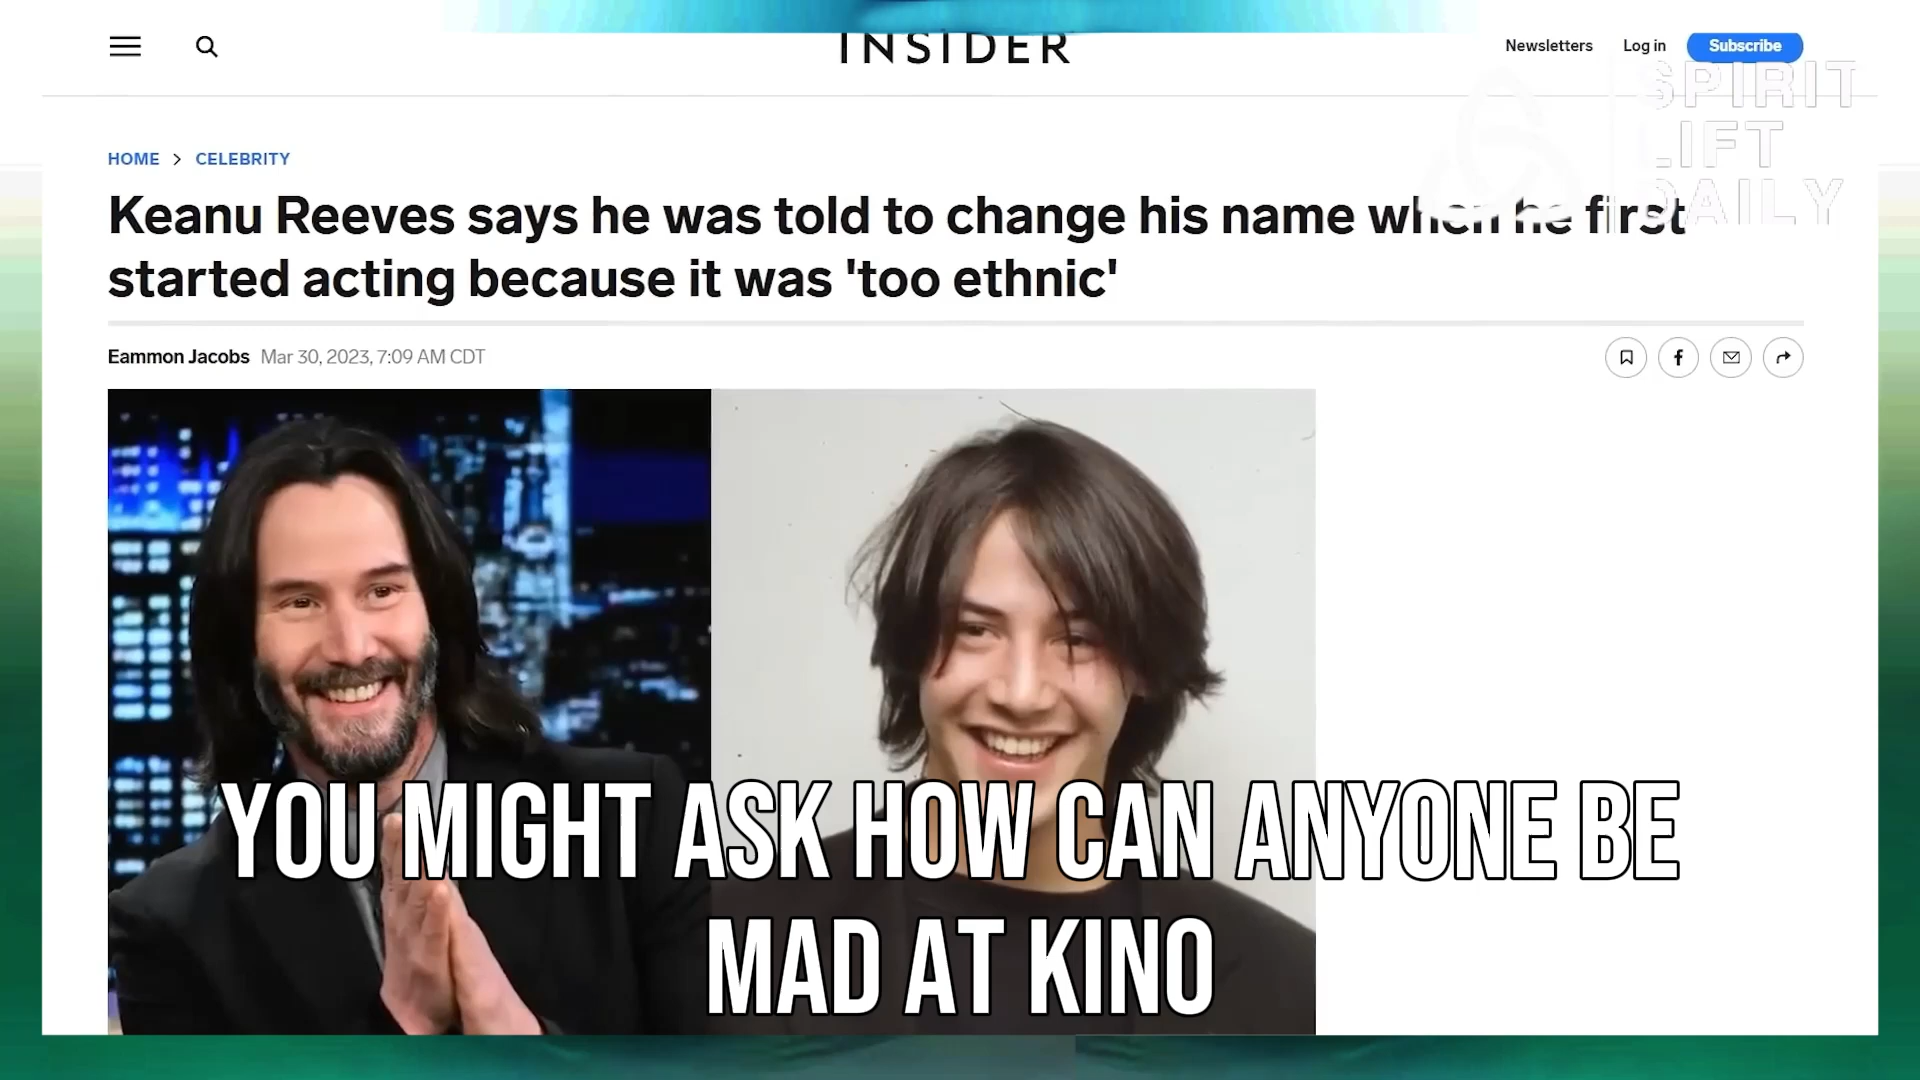 INSIDER
Newsletters Log in Subscribe
SPIRIT
LIFT
DAILY
HOME > CELEBRITY
Keanu Reeves says he was told to change his name when he first
started acting because it was 'too ethnic'
Eammon Jacobs Mar 30, 2023, 7:09 AM CDT
YOU MIGHT ASK HOW CAN ANYONE BE
MAD AT KINO